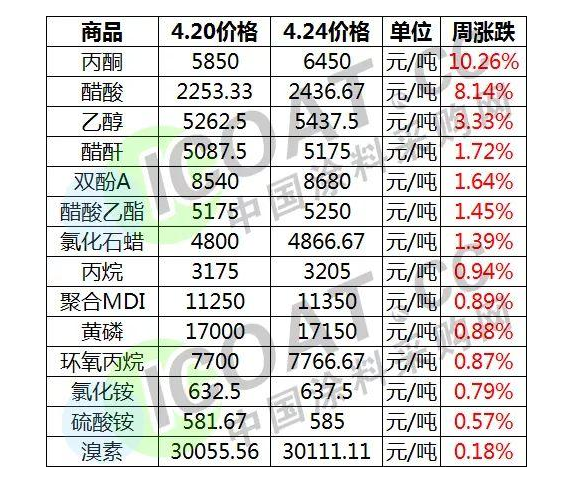 商品 4.20价格 4.24价格 单位 周涨跌
丙酮 5850 6450 元/吨 10.26%
醋酸 2253.33 2436.67 元/吨 8.14%
乙醇 5262.5 5437.5 元/吨 3.33%
醋酐 5087.5 5175 元/吨 1.72%
双酚A 8540 8680 元/吨 1.64%
醋酸乙酯 5175 5250 元/吨 1.45%
氯化石蜡 4800 4866.67 元/吨 1.39%
丙烷 3175 3205 元/吨 0.94%
聚合MDI 11250 11350 元/吨 0.89%
黄磷 17000 17150 元/吨 0.88%
环氧丙烷 7700 7766.67 元/吨 0.87%
氯化铵 632.5 637.5 元/吨 0.79%
硫酸铵 581.67 585 元/吨 0.57%
溴素 30055.56 30111.11 元/吨 0.18%
ICOAT.CC
中国涂料采购网
ICOAT.CC
中国涂料采购网